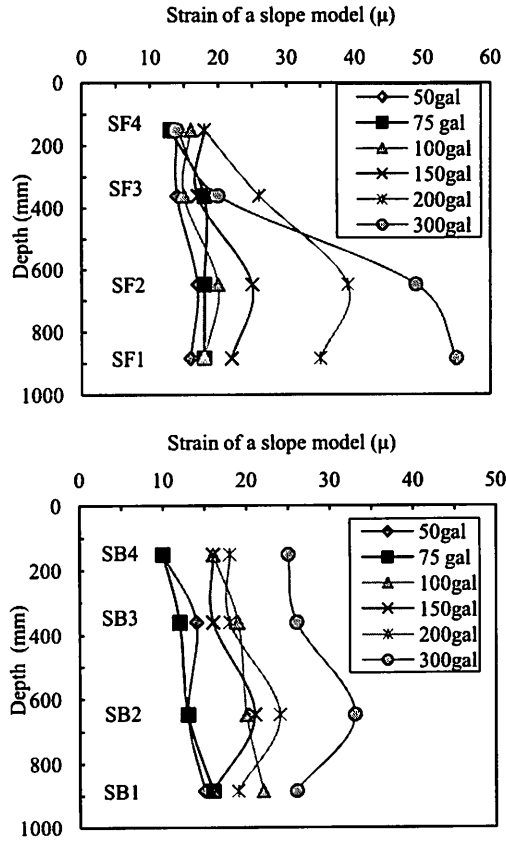 Strain of a slope model (μ)
0 10 20 30 40 50 60
0
200
400
600
800
1000
Depth (mm)
SF4
SF3
SF2
SF1
50gal
75 gal
100gal
150gal
200gal
300gal
Strain of a slope model (μ)
0 10 20 30 40 50
0
200
400
600
800
1000
Depth (mm)
SB4
SB3
SB2
SB1
50gal
75 gal
100gal
150gal
200gal
300gal